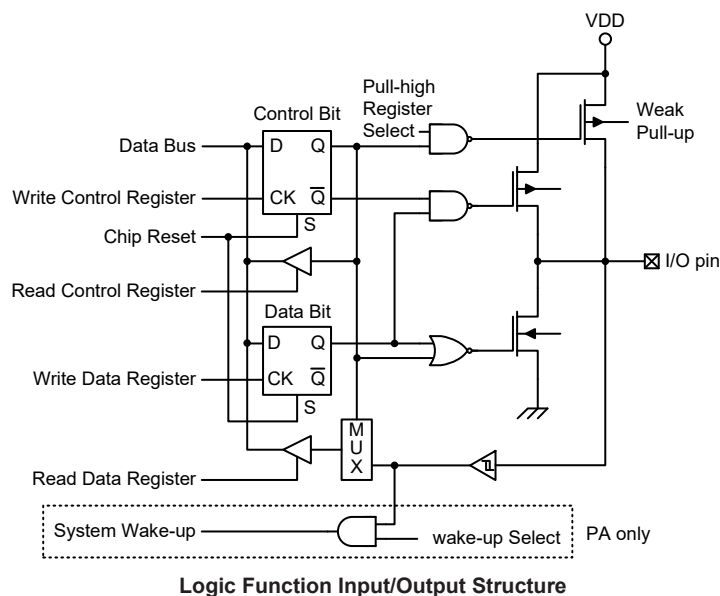 VDD
Pull-high
Register
Select
Weak
Pull-up
Control Bit
Data Bus
D
Q
Write Control Register
CK
Q
S
Chip Reset
I/O pin
Read Control Register
Data Bit
D
Q
Write Data Register
CK
Q
S
M
U
X
Read Data Register
System Wake-up
wake-up Select
PA only
Logic Function Input/Output Structure